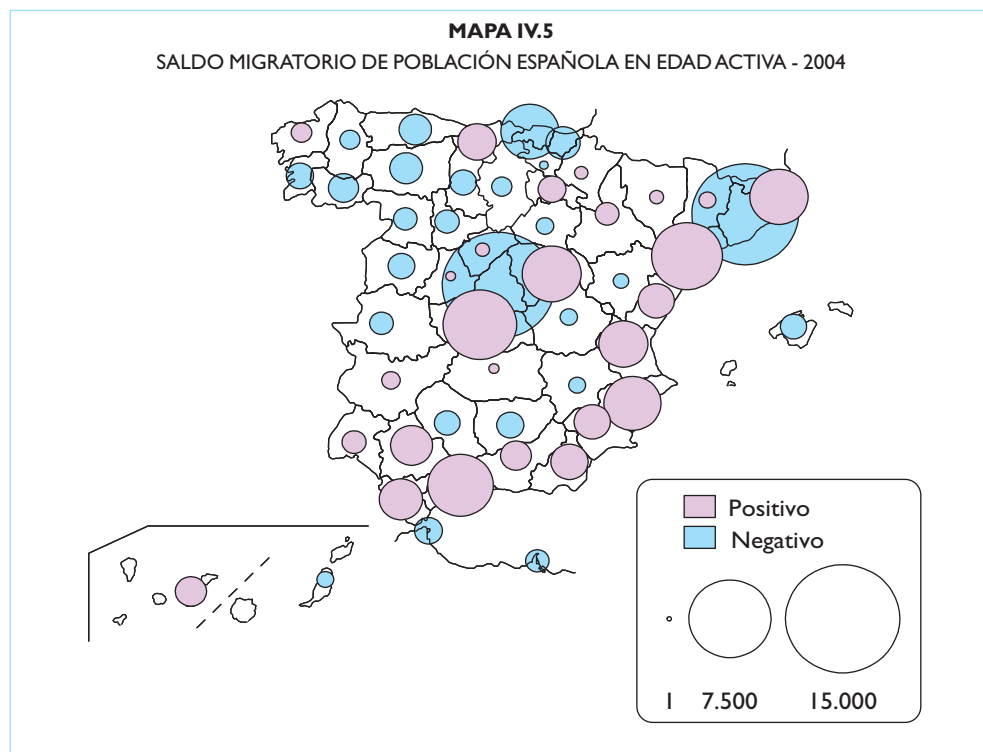 MAPA IV.5
SALDO MIGRATORIO DE POBLACIÓN ESPAÑOLA EN EDAD ACTIVA - 2004
Positivo
Negativo
1 7.500 15.000